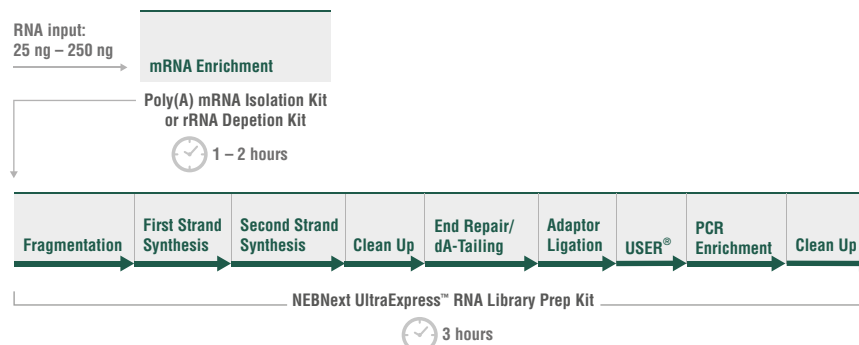 RNA input:
25 ng – 250 ng
mRNA Enrichment
Poly(A) mRNA Isolation Kit
or rRNA Depetion Kit
1 – 2 hours
Fragmentation
First Strand
Synthesis
Second Strand
Synthesis
Clean Up
End Repair/
dA-Tailing
Adaptor
Ligation
USER®
PCR
Enrichment
Clean Up
NEBNext UltraExpress™ RNA Library Prep Kit
3 hours